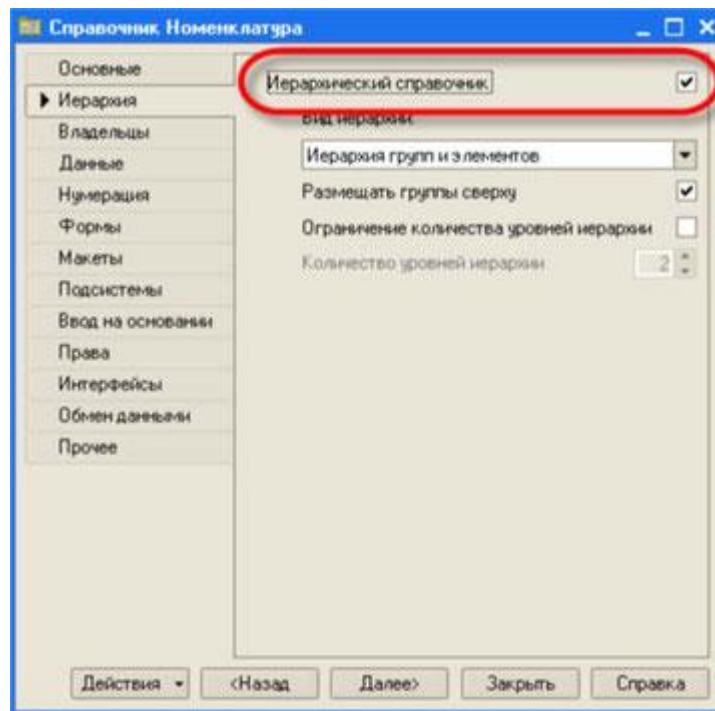 Справочник Номенклатура
Основные
Иерархия
Владельцы
Данные
Нумерация
Формы
Макеты
Подсистемы
Ввод на основании
Права
Интерфейсы
Обмен данными
Прочее
Иерархический справочник
Вид иерархии:
Иерархия групп и элементов
Размещать группы сверху
Ограничение количества уровней иерархии
Количество уровней иерархии 2
Действия <Назад Далее> Закрыть Справка